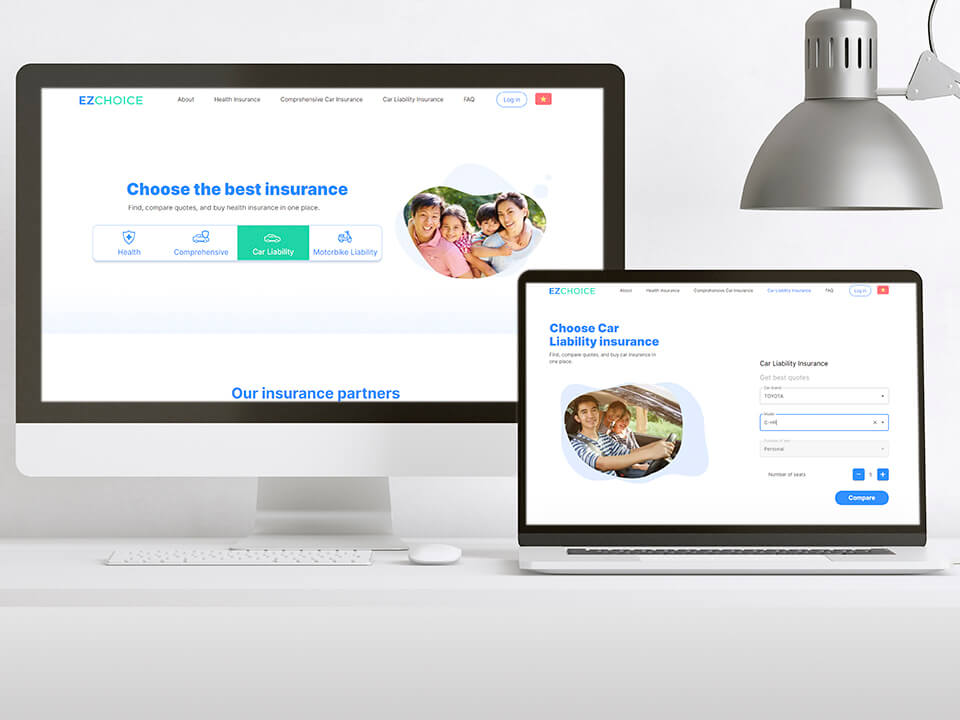 EZCHOICE
About
Health Insurance
Comprehensive Car Insurance
Car Liability Insurance
FAQ
Log in
Choose the best insurance
Find, compare quotes, and buy health insurance in one place.
Health
Comprehensive
Car Liability
Motorbike Liability
Our insurance partners
EZCHOICE
About
Health Insurance
Comprehensive Car Insurance
Car Liability Insurance
FAQ
Log in
Choose Car
Liability insurance
Find, compare quotes, and buy car insurance in
one place.
Car Liability Insurance
Get best quotes
Car brand
TOYOTA
Model
C-HR
Personal
Number of seats
5
Compare